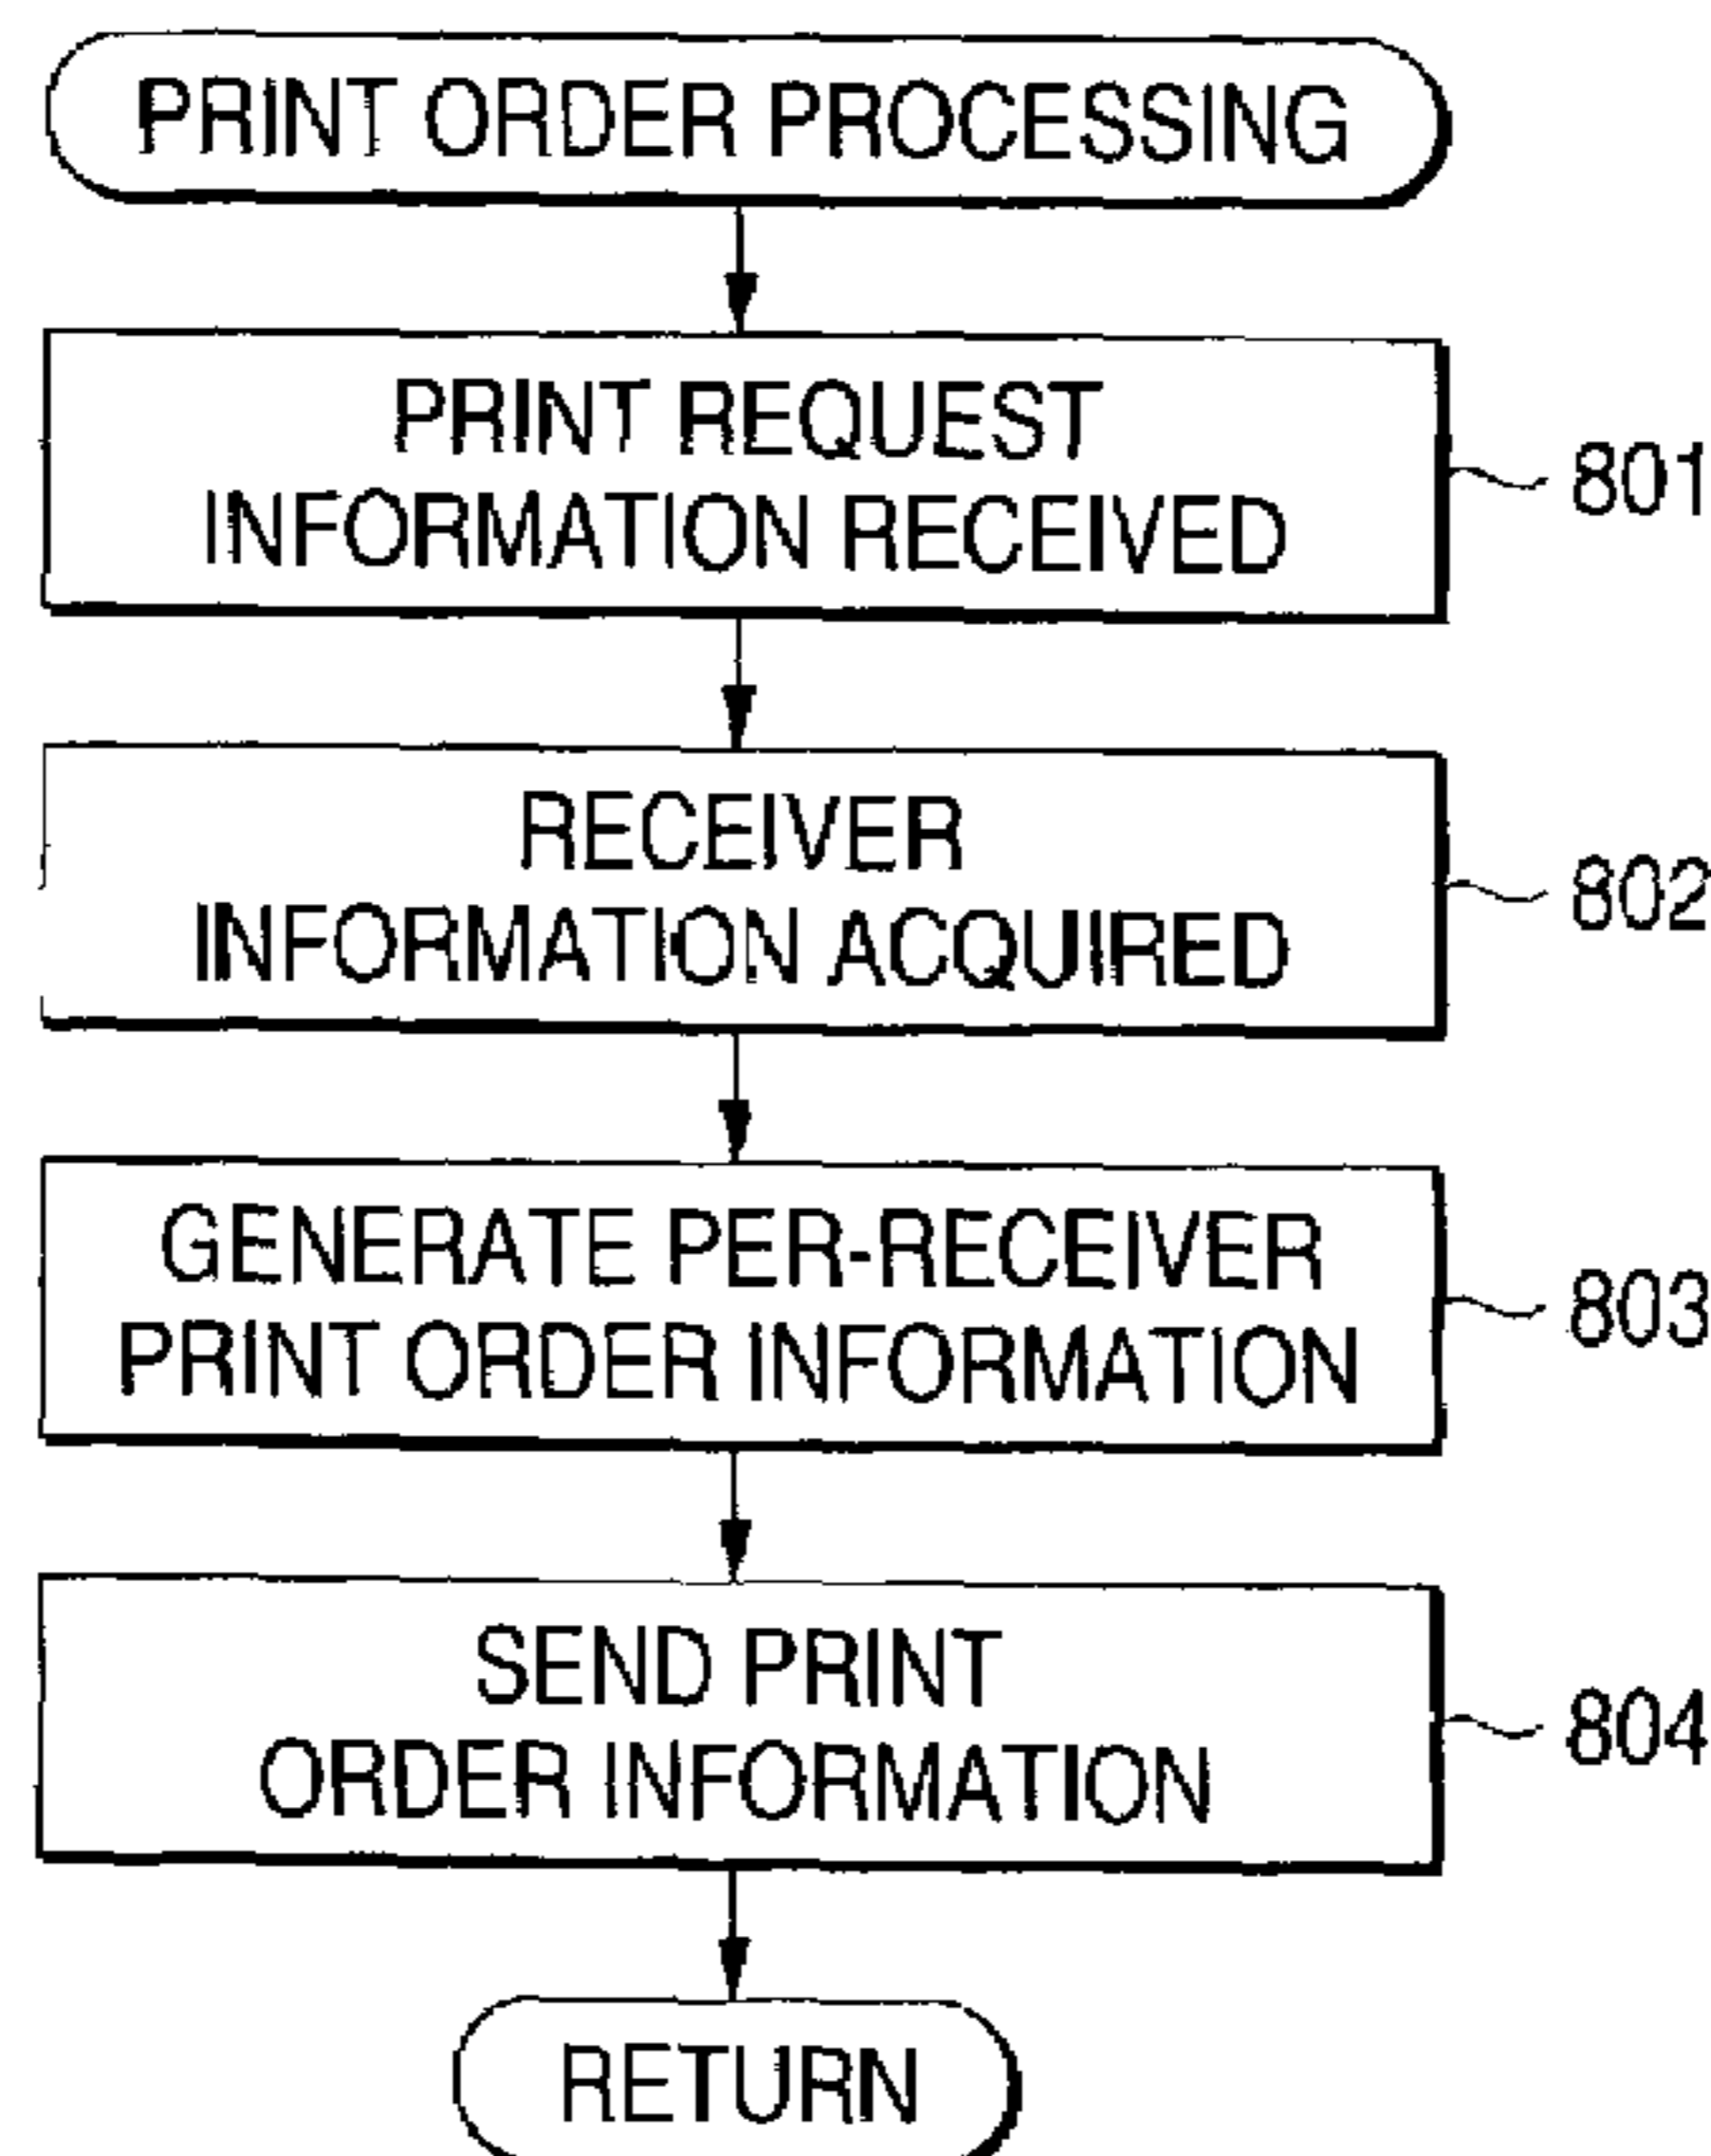 PRINT ORDER PROCESSING
PRINT REQUEST
INFORMATION RECEIVED
801
RECEIVER
INFORMATION ACQUIRED
802
GENERATE PER-RECEIVER
PRINT ORDER INFORMATION
803
SEND PRINT
ORDER INFORMATION
804
RETURN